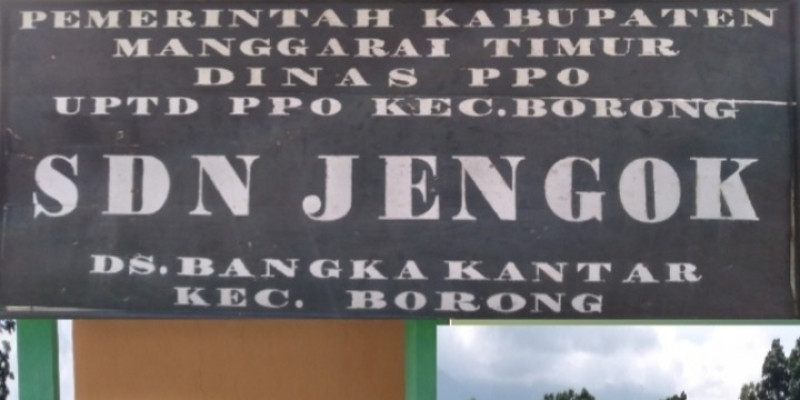 PEMERINTAH KABUPATEN
MANGGARAI TIMUR
DINAS PPO
UPTD PPO KEC.BORONG
SDN JENGOK
DS.BANGKA KANTAR
KEC. BORONG